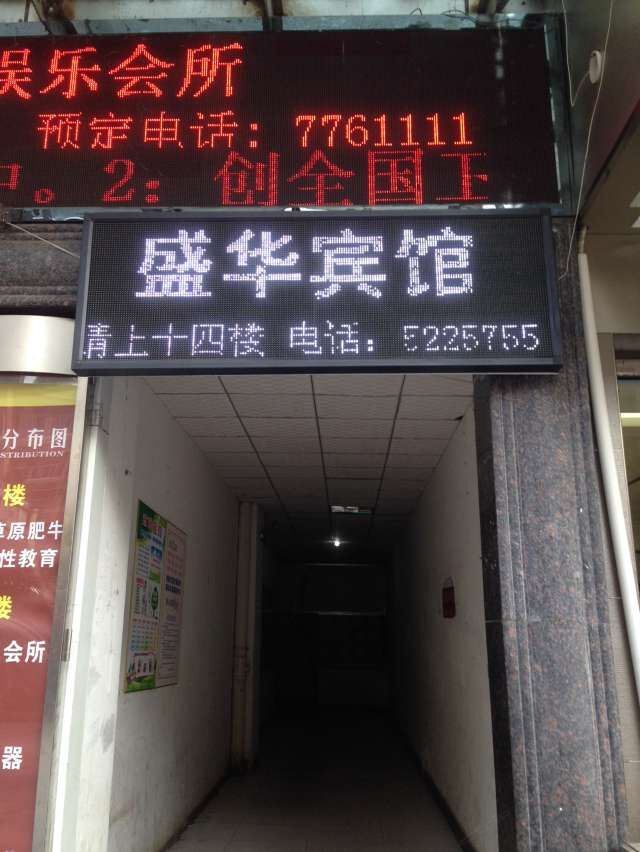 娱乐会所
预定电话：7761111
中。2：创全国王
盛华宾馆
请上十四楼 电话：5225755
分布图
STRIBUTION
楼
草原肥牛
性教育
楼
会所
器